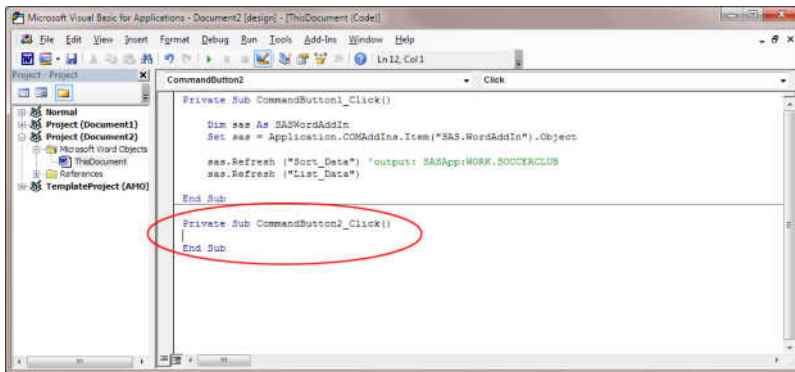 Microsoft Visual Basic for Applications - Document2 [design] - [ThisDocument (Code)]
File Edit View Insert Format Debug Run Tools Add-Ins Window Help
Ln 12, Col 1
Project - Project
CommandButton2 Click
Normal
Project (Document1)
Project (Document2)
Microsoft Word Objects
ThisDocument
References
TemplateProject (AMO)
Private Sub CommandButton1_Click()
Dim sas As SASWordAddIn
Set sas = Application.COMAddIns.Item("SAS.WordAddIn").Object
sas.Refresh ("Sort_Data") 'output: SASApp:WORK.SOCCERCLUB
sas.Refresh ("List_Data")
End Sub
Private Sub CommandButton2_Click()
End Sub